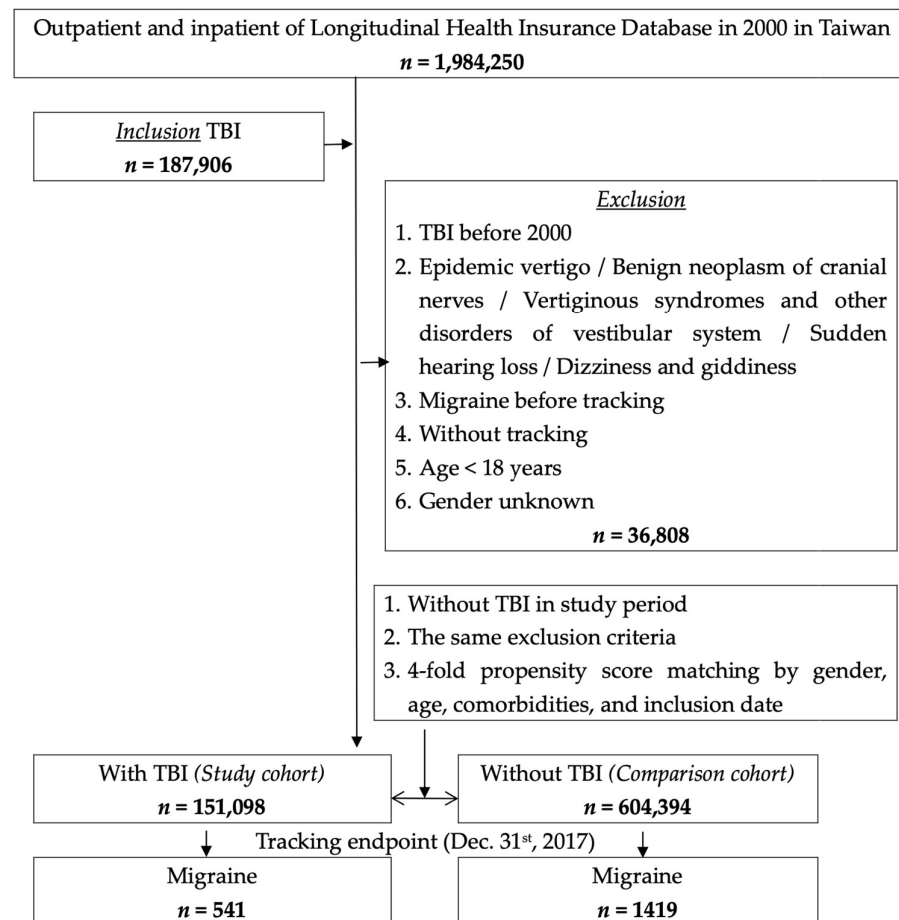 Outpatient and inpatient of Longitudinal Health Insurance Database in 2000 in Taiwan
n = 1,984,250
Inclusion TBI
n = 187,906
Exclusion
1. TBI before 2000
2. Epidemic vertigo / Benign neoplasm of cranial
nerves / Vertiginous syndromes and other
disorders of vestibular system / Sudden
hearing loss / Dizziness and giddiness
3. Migraine before tracking
4. Without tracking
5. Age < 18 years
6. Gender unknown
n = 36,808
1. Without TBI in study period
2. The same exclusion criteria
3. 4-fold propensity score matching by gender,
age, comorbidities, and inclusion date
With TBI (Study cohort)
n = 151,098
Without TBI (Comparison cohort)
n = 604,394
Tracking endpoint (Dec. 31st, 2017)
Migraine
n = 541
Migraine
n = 1419